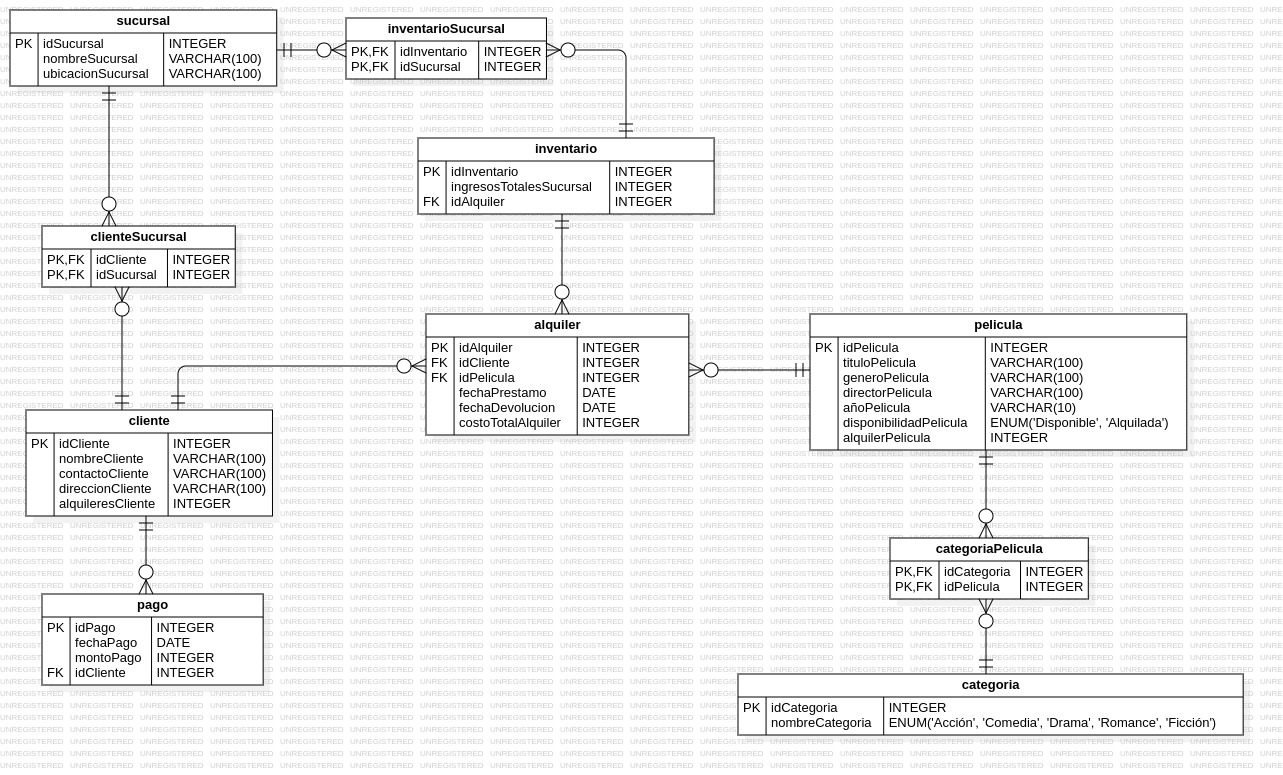 sucursal
PK idSucursal INTEGER
nombreSucursal VARCHAR(100)
ubicacionSucursal VARCHAR(100)
inventarioSucursal
PK,FK idInventario INTEGER
PK,FK idSucursal INTEGER
inventario
PK idInventario INTEGER
ingresosTotalesSucursal INTEGER
FK idAlquiler INTEGER
clienteSucursal
PK,FK idCliente INTEGER
PK,FK idSucursal INTEGER
alquiler
PK idAlquiler INTEGER
FK idCliente INTEGER
FK idPelicula INTEGER
fechaPrestamo DATE
fechaDevolucion DATE
costoTotalAlquiler INTEGER
pelicula
PK idPelicula INTEGER
tituloPelicula VARCHAR(100)
generoPelicula VARCHAR(100)
directorPelicula VARCHAR(100)
añoPelicula VARCHAR(10)
disponibilidadPelicula ENUM('Disponible', 'Alquilada')
alquilerPelicula INTEGER
cliente
PK idCliente INTEGER
nombreCliente VARCHAR(100)
contactoCliente VARCHAR(100)
direccionCliente VARCHAR(100)
alquileresCliente INTEGER
categoriaPelicula
PK,FK idCategoria INTEGER
PK,FK idPelicula INTEGER
pago
PK idPago INTEGER
fechaPago DATE
montoPago INTEGER
FK idCliente INTEGER
categoria
PK idCategoria INTEGER
nombreCategoria ENUM('Acción', 'Comedia', 'Drama', 'Romance', 'Ficción')
UNREGISTERED